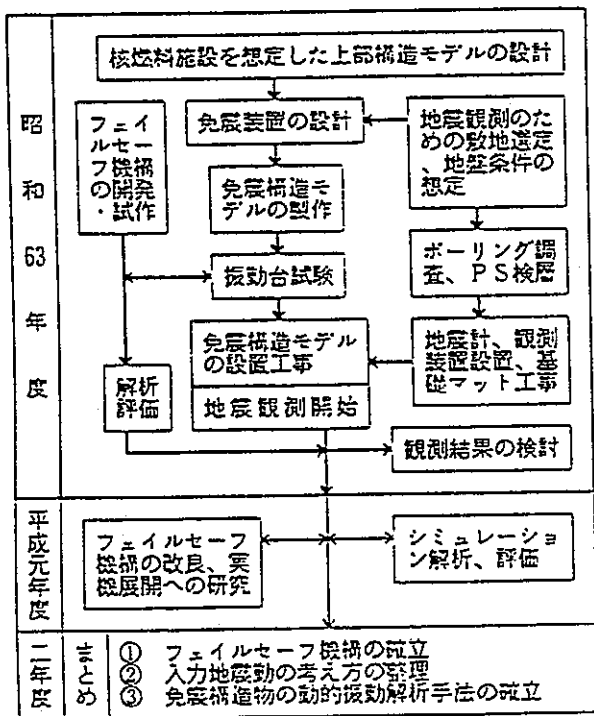 昭和63年度
核燃料施設を想定した上部構造モデルの設計
フェイ
ルセー
フ機構
の開発
・試作
免震装置の設計
地震観測のた
めの敷地選定
、地盤条件の
想定
免震構造モ
デルの製作
振動台試験
ボーリング調
査、PS検層
免震構造モデル
の設置工事
地震観測開始
地震計、観測
装置設置、基
礎マット工事
解析
評価
観測結果の検討
平成元年度
フェイルセーフ
機構の改良、実
機展開への研究
シミュレーショ
ン解析、評価
二年度
まとめ
① フェイルセーフ機構の確立
② 入力地震動の考え方の整理
③ 免震構造物の動的振動解析手法の確立